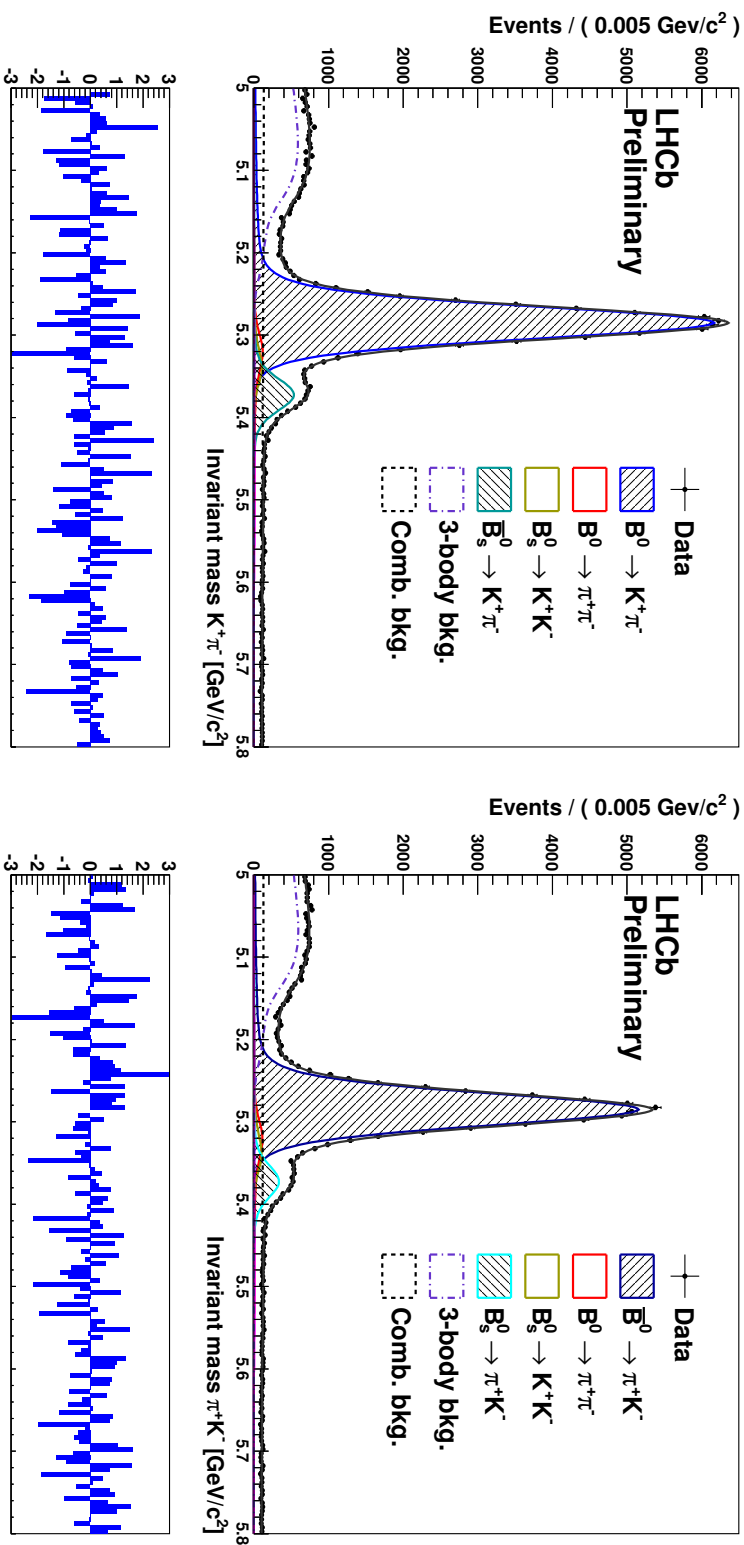 Events / ( 0.005 Gev/c² )
6000
5000
4000
3000
2000
1000
0
LHCb
Preliminary
Data
B⁰ → K⁺π⁻
B⁰ → π⁺π⁻
B⁰ₛ → K⁺K⁻
B̅⁰ₛ → K⁺π⁻
3-body bkg.
Comb. bkg.
5 5.1 5.2 5.3 5.4 5.5 5.6 5.7 5.8
Invariant mass K⁺π⁻ [GeV/c²]
3
2
1
0
-1
-2
-3
Events / ( 0.005 Gev/c² )
6000
5000
4000
3000
2000
1000
0
LHCb
Preliminary
Data
B̅⁰ → π⁺K⁻
B⁰ → π⁺π⁻
B⁰ₛ → K⁺K⁻
B⁰ₛ → π⁺K⁻
3-body bkg.
Comb. bkg.
5 5.1 5.2 5.3 5.4 5.5 5.6 5.7 5.8
Invariant mass π⁺K⁻ [GeV/c²]
3
2
1
0
-1
-2
-3